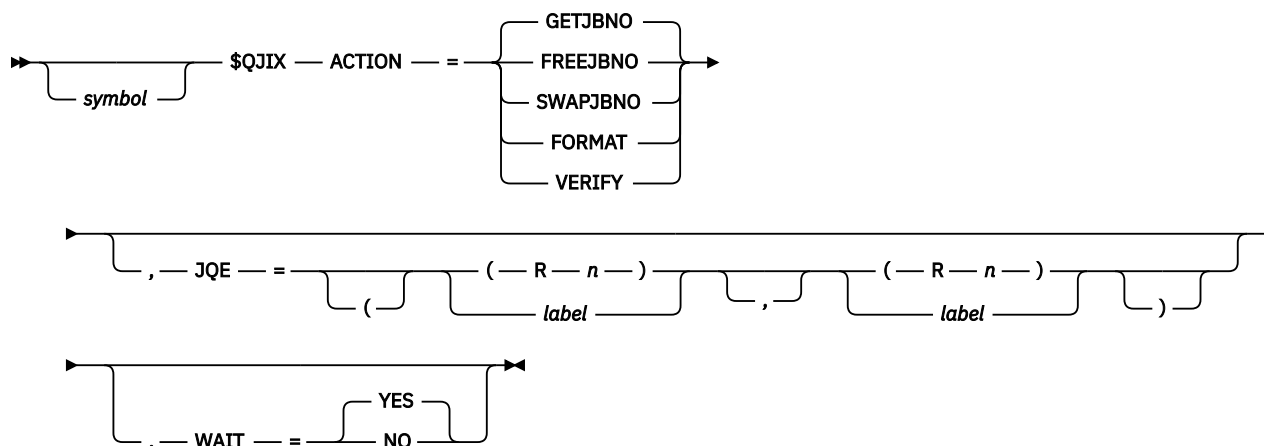 GETJBNO
$QJIX ACTION = FREEJBNO
symbol SWAPJBNO
FORMAT
VERIFY
, JQE = ( R n ) ( R n )
( label , label )
YES
, WAIT = NO